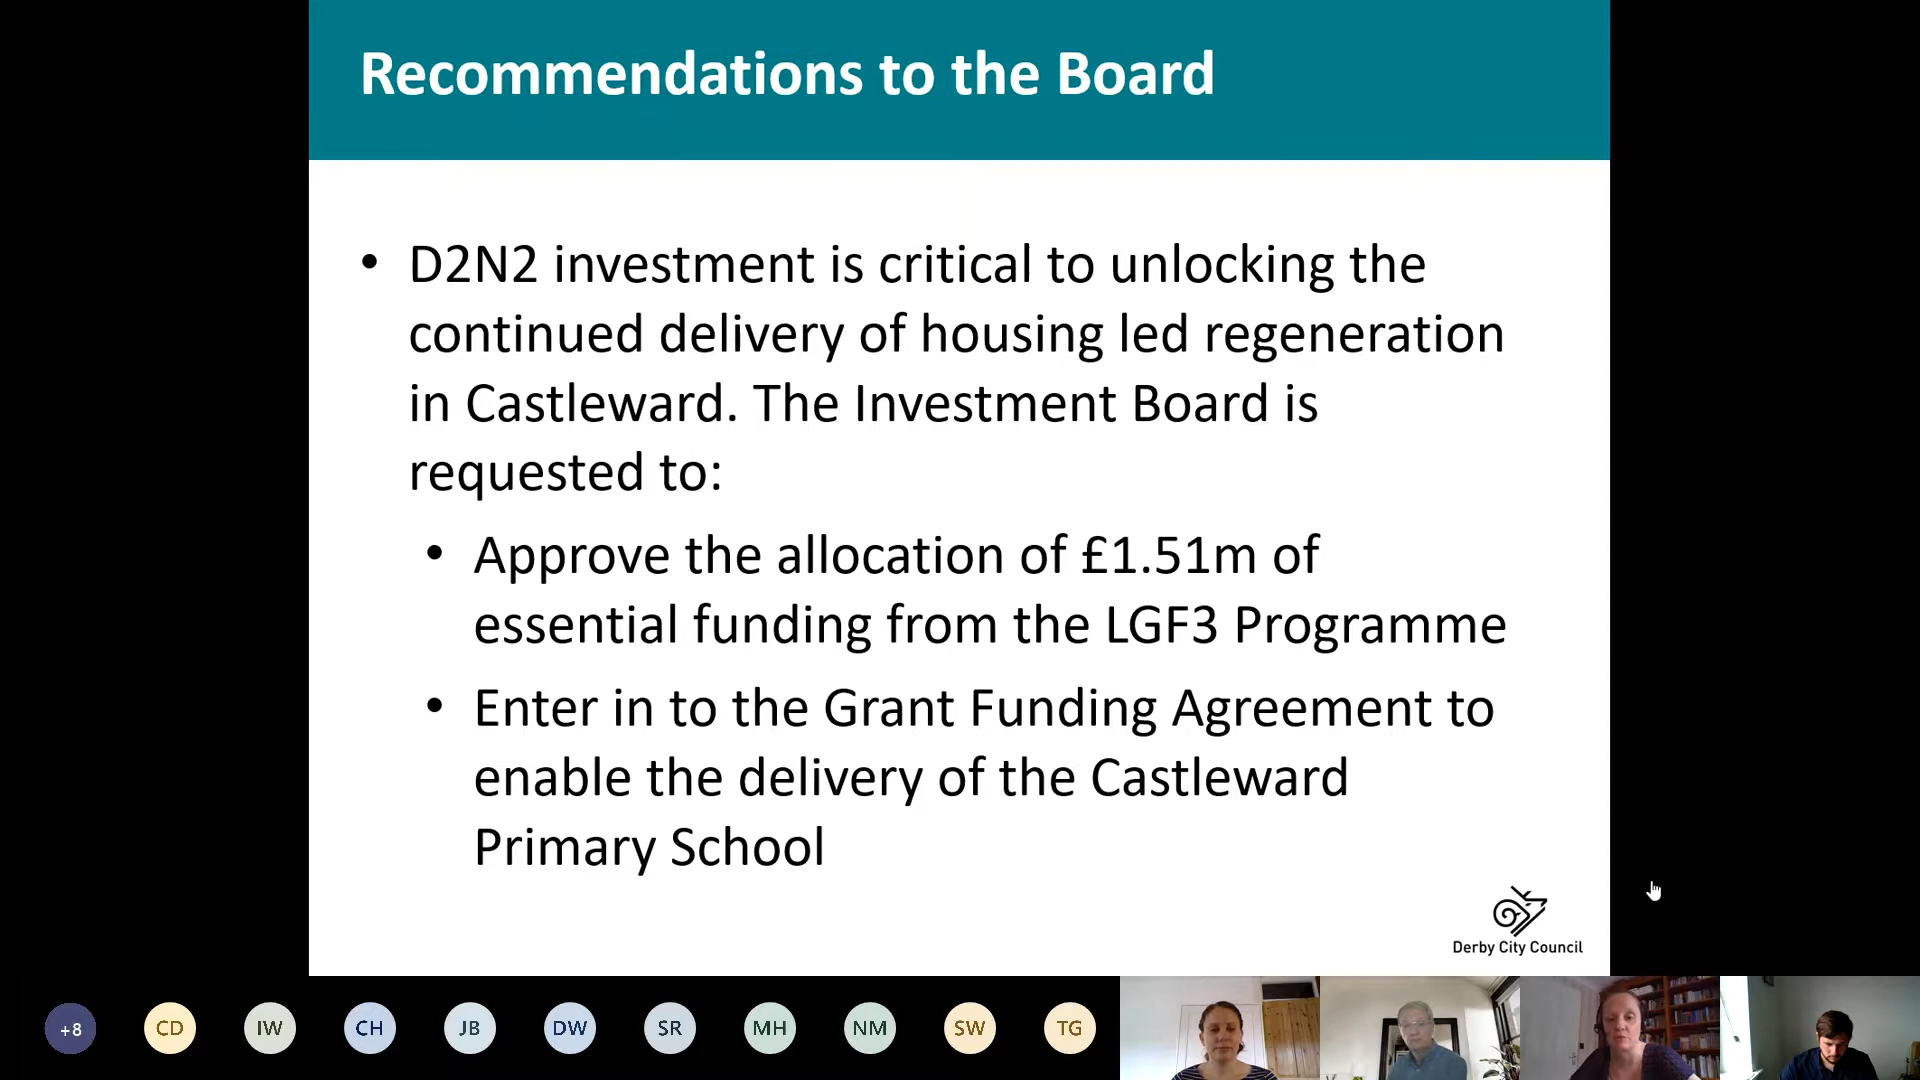 Recommendations to the Board
• D2N2 investment is critical to unlocking the
continued delivery of housing led regeneration
in Castleward. The Investment Board is
requested to:
• Approve the allocation of £1.51m of
essential funding from the LGF3 Programme
• Enter in to the Grant Funding Agreement to
enable the delivery of the Castleward
Primary School
Derby City Council
+8 CD IW CH JB DW SR MH NM SW TG